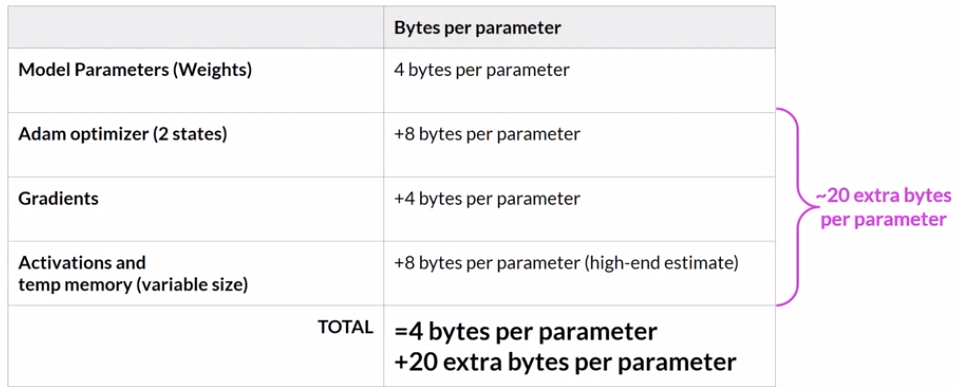 Bytes per parameter
Model Parameters (Weights)
4 bytes per parameter
Adam optimizer (2 states)
+8 bytes per parameter
Gradients
+4 bytes per parameter
Activations and
temp memory (variable size)
+8 bytes per parameter (high-end estimate)
~20 extra bytes
per parameter
TOTAL
=4 bytes per parameter
+20 extra bytes per parameter